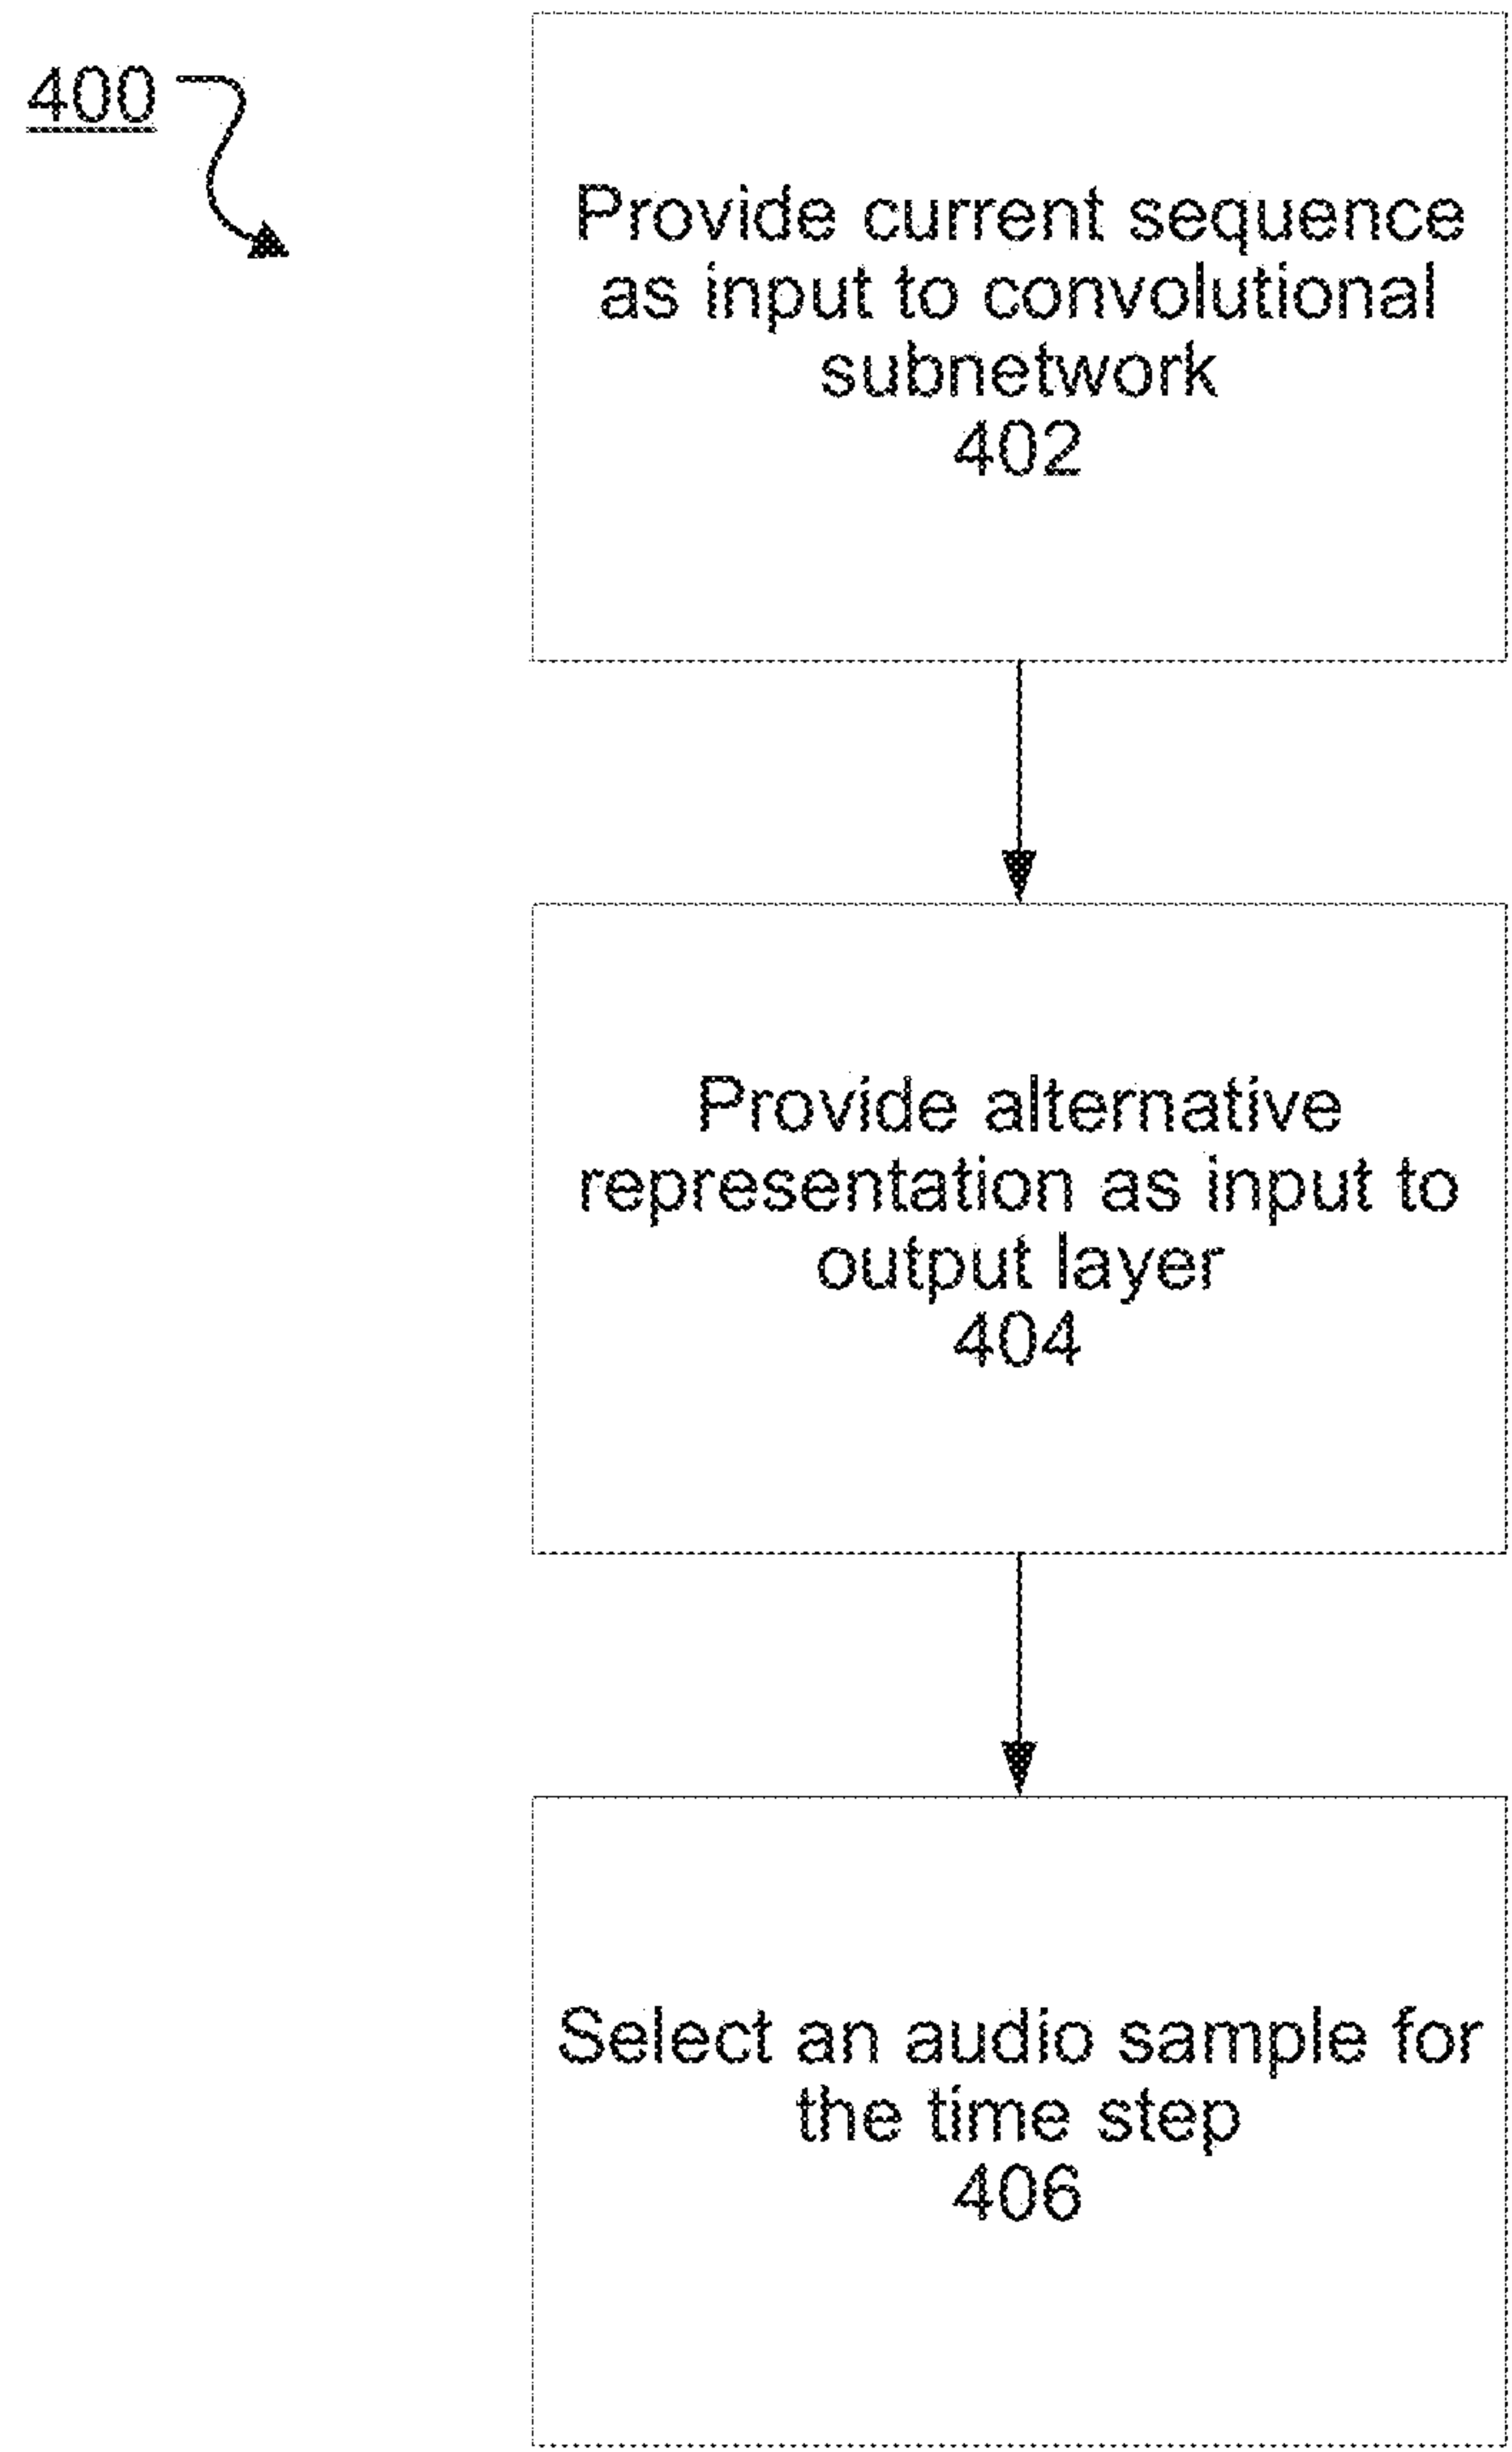 400
Provide current sequence
as input to convolutional
subnetwork
402
Provide alternative
representation as input to
output layer
404
Select an audio sample for
the time step
406